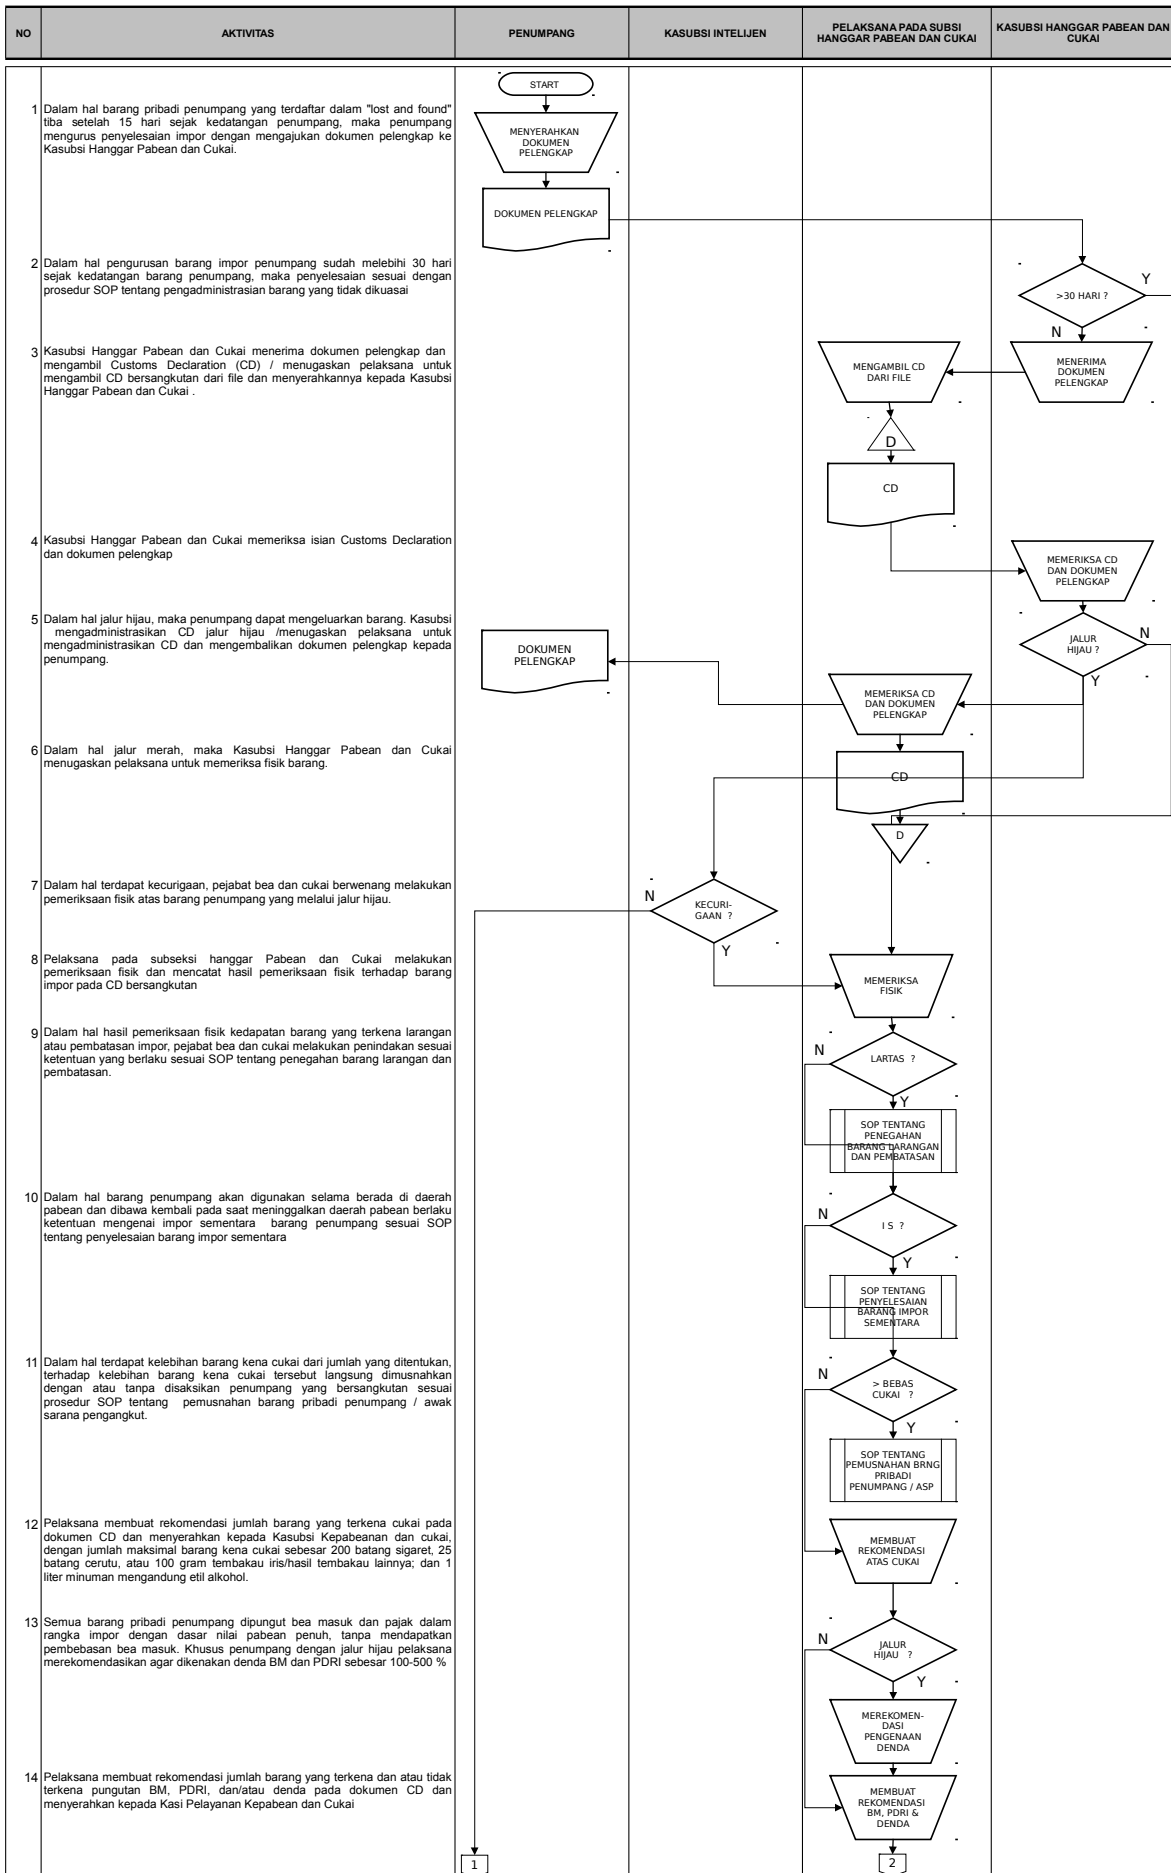 NO
AKTIVITAS
PENUMPANG
KASUBSI INTELIJEN
PELAKSANA PADA SUBSI
HANGGAR PABEAN DAN CUKAI
KASUBSI HANGGAR PABEAN DAN
CUKAI
START
1 Dalam hal barang pribadi penumpang yang terdaftar dalam "lost and found"
tiba setelah 15 hari sejak kedatangan penumpang, maka penumpang
mengurus penyelesaian impor dengan mengajukan dokumen pelengkap ke
Kasubsi Hanggar Pabean dan Cukai.
MENYERAHKAN
DOKUMEN
PELENGKAP
DOKUMEN PELENGKAP
2 Dalam hal pengurusan barang impor penumpang sudah melebihi 30 hari
sejak kedatangan barang penumpang, maka penyelesaian sesuai dengan
prosedur SOP tentang pengadministrasian barang yang tidak dikuasai
>30 HARI ?
Y
N
3 Kasubsi Hanggar Pabean dan Cukai menerima dokumen pelengkap dan
mengambil Customs Declaration (CD) / menugaskan pelaksana untuk
mengambil CD bersangkutan dari file dan menyerahkannya kepada Kasubsi
Hanggar Pabean dan Cukai .
MENGAMBIL CD
DARI FILE
MENERIMA
DOKUMEN
PELENGKAP
D
CD
4 Kasubsi Hanggar Pabean dan Cukai memeriksa isian Customs Declaration
dan dokumen pelengkap
MEMERIKSA CD
DAN DOKUMEN
PELENGKAP
5 Dalam hal jalur hijau, maka penumpang dapat mengeluarkan barang. Kasubsi
mengadministrasikan CD jalur hijau /menugaskan pelaksana untuk
mengadministrasikan CD dan mengembalikan dokumen pelengkap kepada
penumpang.
DOKUMEN
PELENGKAP
JALUR
HIJAU ?
N
Y
MEMERIKSA CD
DAN DOKUMEN
PELENGKAP
6 Dalam hal jalur merah, maka Kasubsi Hanggar Pabean dan Cukai
menugaskan pelaksana untuk memeriksa fisik barang.
CD
D
7 Dalam hal terdapat kecurigaan, pejabat bea dan cukai berwenang melakukan
pemeriksaan fisik atas barang penumpang yang melalui jalur hijau.
N
KECURI-
GAAN ?
Y
8 Pelaksana pada subseksi hanggar Pabean dan Cukai melakukan
pemeriksaan fisik dan mencatat hasil pemeriksaan fisik terhadap barang
impor pada CD bersangkutan
MEMERIKSA
FISIK
9 Dalam hal hasil pemeriksaan fisik kedapatan barang yang terkena larangan
atau pembatasan impor, pejabat bea dan cukai melakukan penindakan sesuai
ketentuan yang berlaku sesuai SOP tentang penegahan barang larangan dan
pembatasan.
N
LARTAS ?
Y
SOP TENTANG
PENEGAHAN
BARANG LARANGAN
DAN PEMBATASAN
10 Dalam hal barang penumpang akan digunakan selama berada di daerah
pabean dan dibawa kembali pada saat meninggalkan daerah pabean berlaku
ketentuan mengenai impor sementara barang penumpang sesuai SOP
tentang penyelesaian barang impor sementara
N
I S ?
Y
SOP TENTANG
PENYELESAIAN
BARANG IMPOR
SEMENTARA
11 Dalam hal terdapat kelebihan barang kena cukai dari jumlah yang ditentukan,
terhadap kelebihan barang kena cukai tersebut langsung dimusnahkan
dengan atau tanpa disaksikan penumpang yang bersangkutan sesuai
prosedur SOP tentang pemusnahan barang pribadi penumpang / awak
sarana pengangkut.
N
> BEBAS
CUKAI ?
Y
SOP TENTANG
PEMUSNAHAN BRNG
PRIBADI
PENUMPANG / ASP
12 Pelaksana membuat rekomendasi jumlah barang yang terkena cukai pada
dokumen CD dan menyerahkan kepada Kasubsi Kepabeanan dan cukai,
dengan jumlah maksimal barang kena cukai sebesar 200 batang sigaret, 25
batang cerutu, atau 100 gram tembakau iris/hasil tembakau lainnya; dan 1
liter minuman mengandung etil alkohol.
MEMBUAT
REKOMENDASI
ATAS CUKAI
13 Semua barang pribadi penumpang dipungut bea masuk dan pajak dalam
rangka impor dengan dasar nilai pabean penuh, tanpa mendapatkan
pembebasan bea masuk. Khusus penumpang dengan jalur hijau pelaksana
merekomendasikan agar dikenakan denda BM dan PDRI sebesar 100-500 %
N
JALUR
HIJAU ?
Y
MEREKOMEN-
DASI
PENGENAAN
DENDA
14 Pelaksana membuat rekomendasi jumlah barang yang terkena dan atau tidak
terkena pungutan BM, PDRI, dan/atau denda pada dokumen CD dan
menyerahkan kepada Kasi Pelayanan Kepabean dan Cukai
MEMBUAT
REKOMENDASI
BM, PDRI &
DENDA
1
2